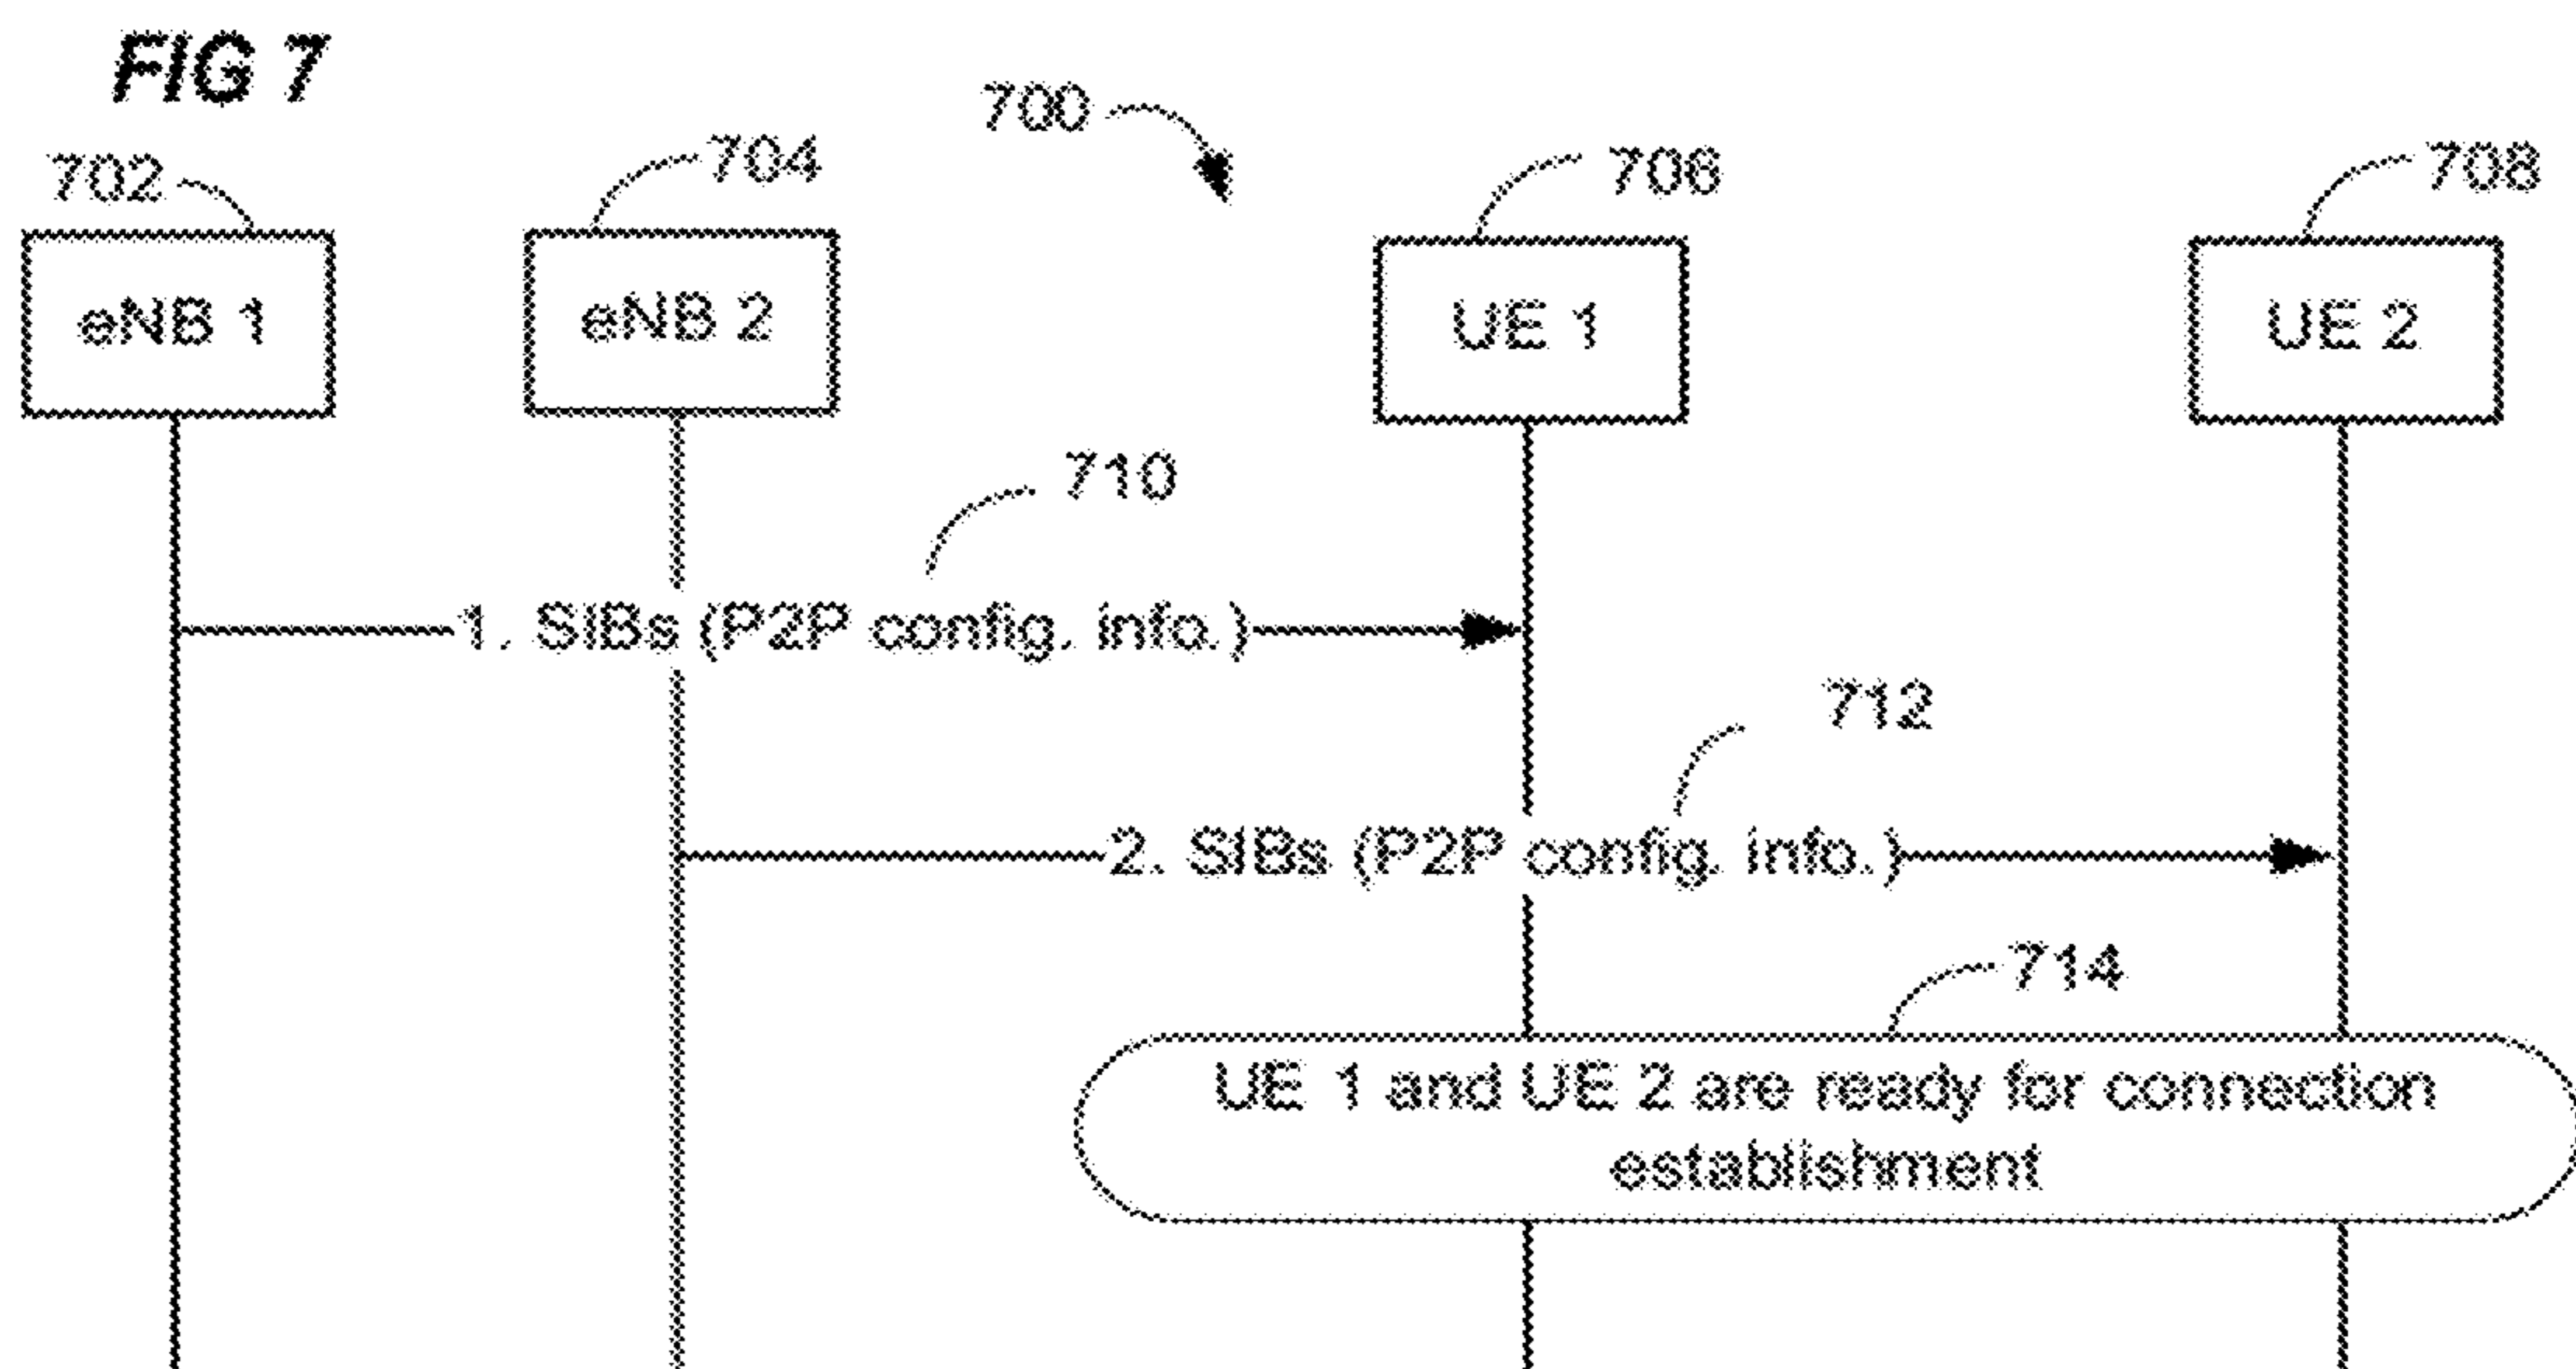 FIG 7
700
702
704
706
708
eNB 1
eNB 2
UE 1
UE 2
710
1. SIBs (P2P config. info.)
712
2. SIBs (P2P config. info.)
714
UE 1 and UE 2 are ready for connection
establishment